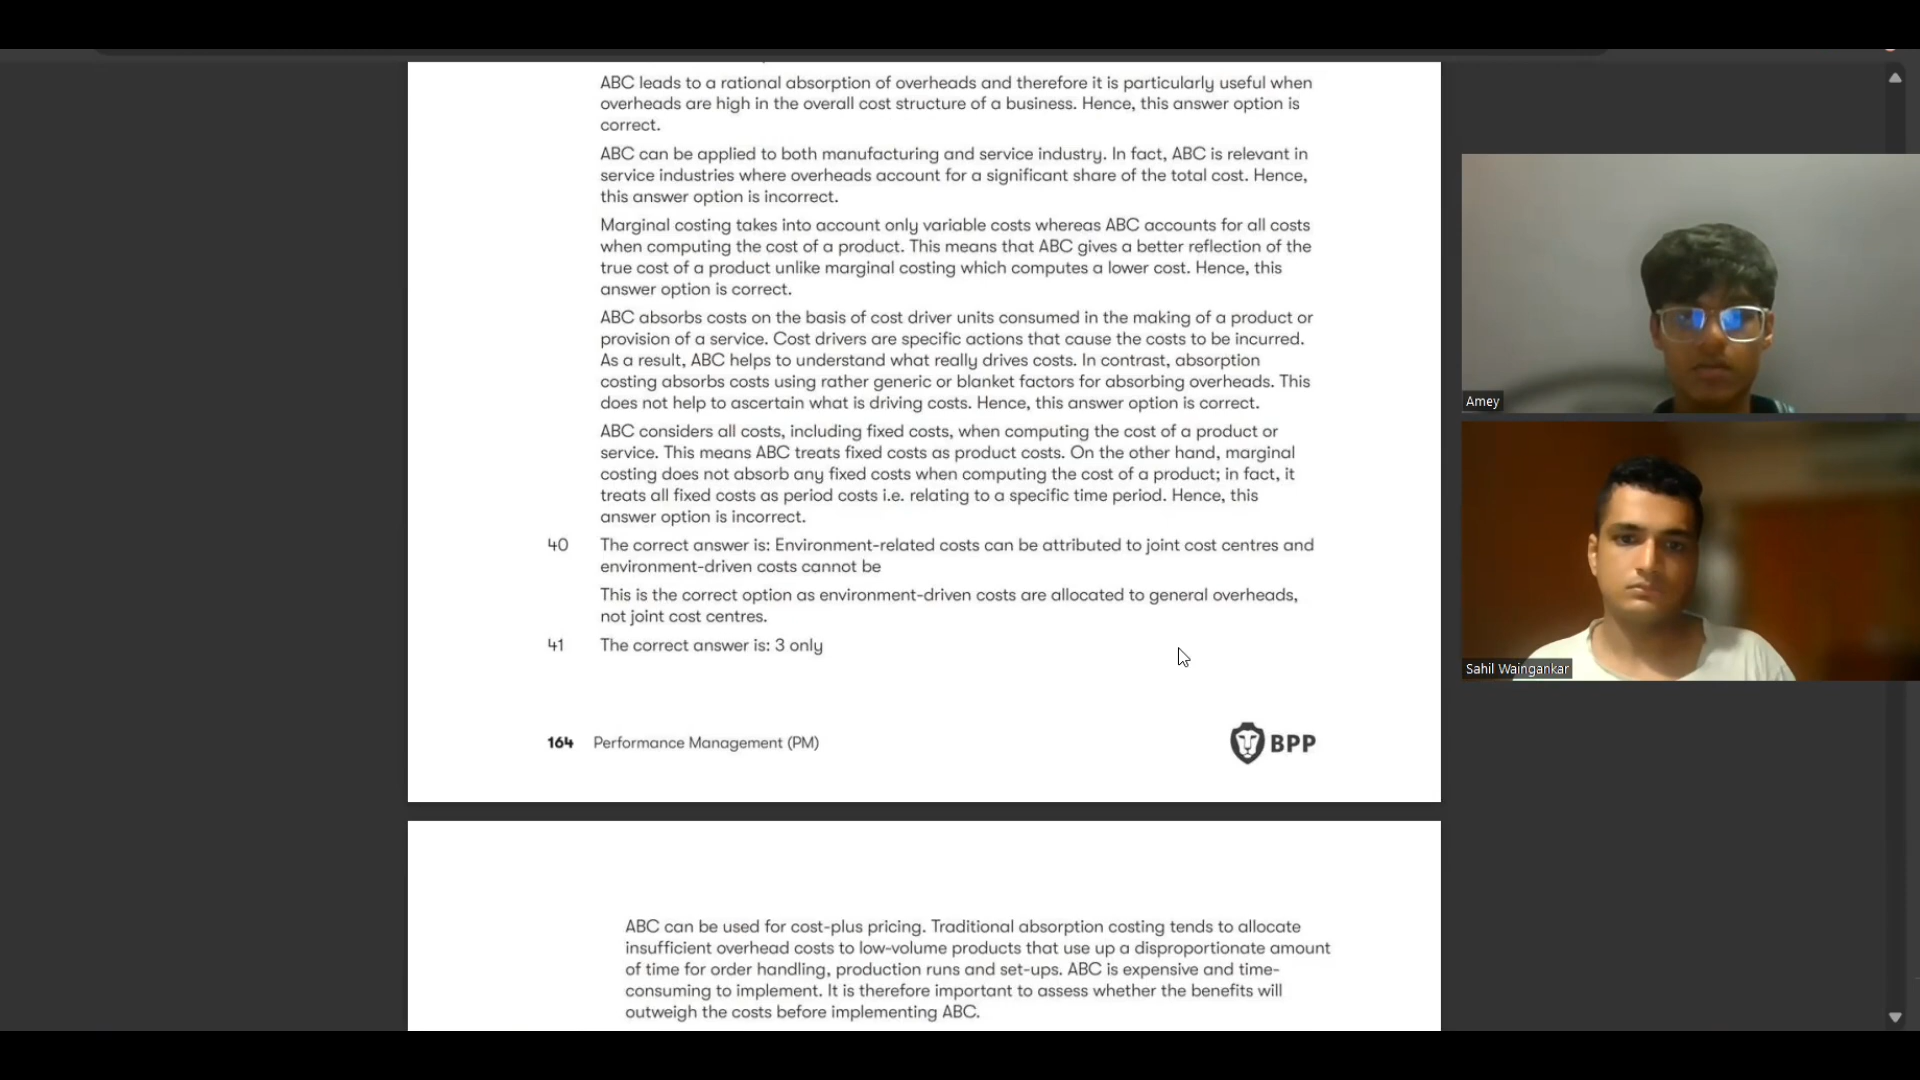 ABC leads to a rational absorption of overheads and therefore it is particularly useful when
overheads are high in the overall cost structure of a business. Hence, this answer option is
correct.
ABC can be applied to both manufacturing and service industry. In fact, ABC is relevant in
service industries where overheads account for a significant share of the total cost. Hence,
this answer option is incorrect.
Marginal costing takes into account only variable costs whereas ABC accounts for all costs
when computing the cost of a product. This means that ABC gives a better reflection of the
true cost of a product unlike marginal costing which computes a lower cost. Hence, this
answer option is correct.
ABC absorbs costs on the basis of cost driver units consumed in the making of a product or
provision of a service. Cost drivers are specific actions that cause the costs to be incurred.
As a result, ABC helps to understand what really drives costs. In contrast, absorption
costing absorbs costs using rather generic or blanket factors for absorbing overheads. This
does not help to ascertain what is driving costs. Hence, this answer option is correct.
ABC considers all costs, including fixed costs, when computing the cost of a product or
service. This means ABC treats fixed costs as product costs. On the other hand, marginal
costing does not absorb any fixed costs when computing the cost of a product; in fact, it
treats all fixed costs as period costs i.e. relating to a specific time period. Hence, this
answer option is incorrect.
40 The correct answer is: Environment-related costs can be attributed to joint cost centres and
environment-driven costs cannot be
This is the correct option as environment-driven costs are allocated to general overheads,
not joint cost centres.
41 The correct answer is: 3 only
164 Performance Management (PM)
BPP
ABC can be used for cost-plus pricing. Traditional absorption costing tends to allocate
insufficient overhead costs to low-volume products that use up a disproportionate amount
of time for order handling, production runs and set-ups. ABC is expensive and time-
consuming to implement. It is therefore important to assess whether the benefits will
outweigh the costs before implementing ABC.
Amey
Sahil Waingankar